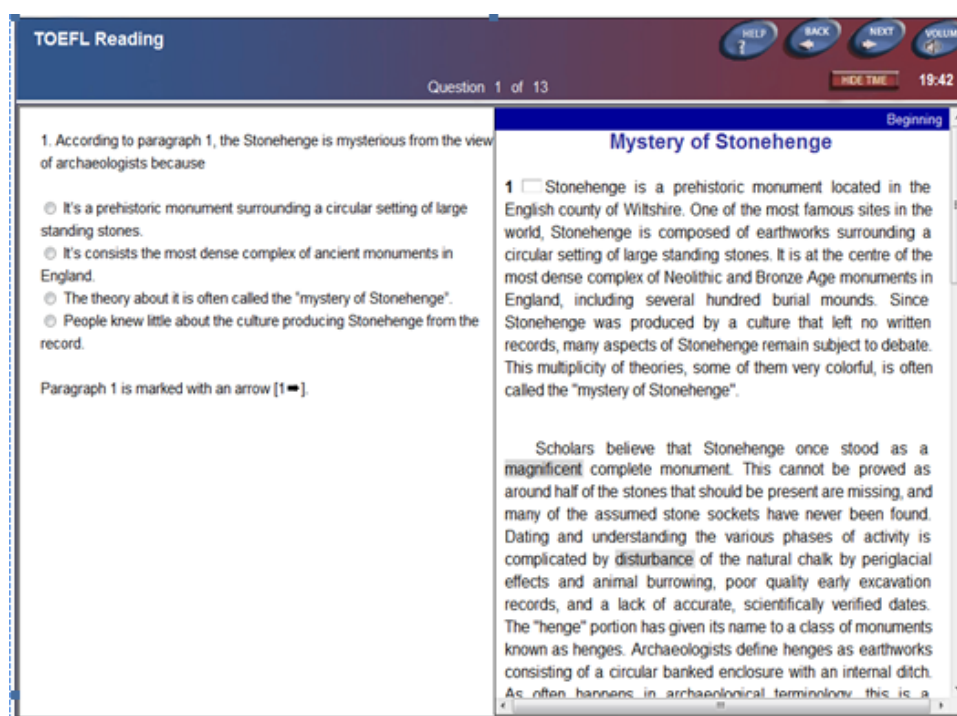 TOEFL Reading
HELP
?
BACK
NEXT
VOLUM
Question 1 of 13
HIDE TIME
19:42
1. According to paragraph 1, the Stonehenge is mysterious from the view
of archaeologists because
It's a prehistoric monument surrounding a circular setting of large
standing stones.
It's consists the most dense complex of ancient monuments in
England.
The theory about it is often called the "mystery of Stonehenge".
People knew little about the culture producing Stonehenge from the
record.
Paragraph 1 is marked with an arrow [1➡].
Beginning
Mystery of Stonehenge
1 Stonehenge is a prehistoric monument located in the
English county of Wiltshire. One of the most famous sites in the
world, Stonehenge is composed of earthworks surrounding a
circular setting of large standing stones. It is at the centre of the
most dense complex of Neolithic and Bronze Age monuments in
England, including several hundred burial mounds. Since
Stonehenge was produced by a culture that left no written
records, many aspects of Stonehenge remain subject to debate.
This multiplicity of theories, some of them very colorful, is often
called the "mystery of Stonehenge".
Scholars believe that Stonehenge once stood as a
magnificent complete monument. This cannot be proved as
around half of the stones that should be present are missing, and
many of the assumed stone sockets have never been found.
Dating and understanding the various phases of activity is
complicated by disturbance of the natural chalk by periglacial
effects and animal burrowing, poor quality early excavation
records, and a lack of accurate, scientifically verified dates.
The "henge" portion has given its name to a class of monuments
known as henges. Archaeologists define henges as earthworks
consisting of a circular banked enclosure with an internal ditch.
As often happens in archaeological terminology, this is a